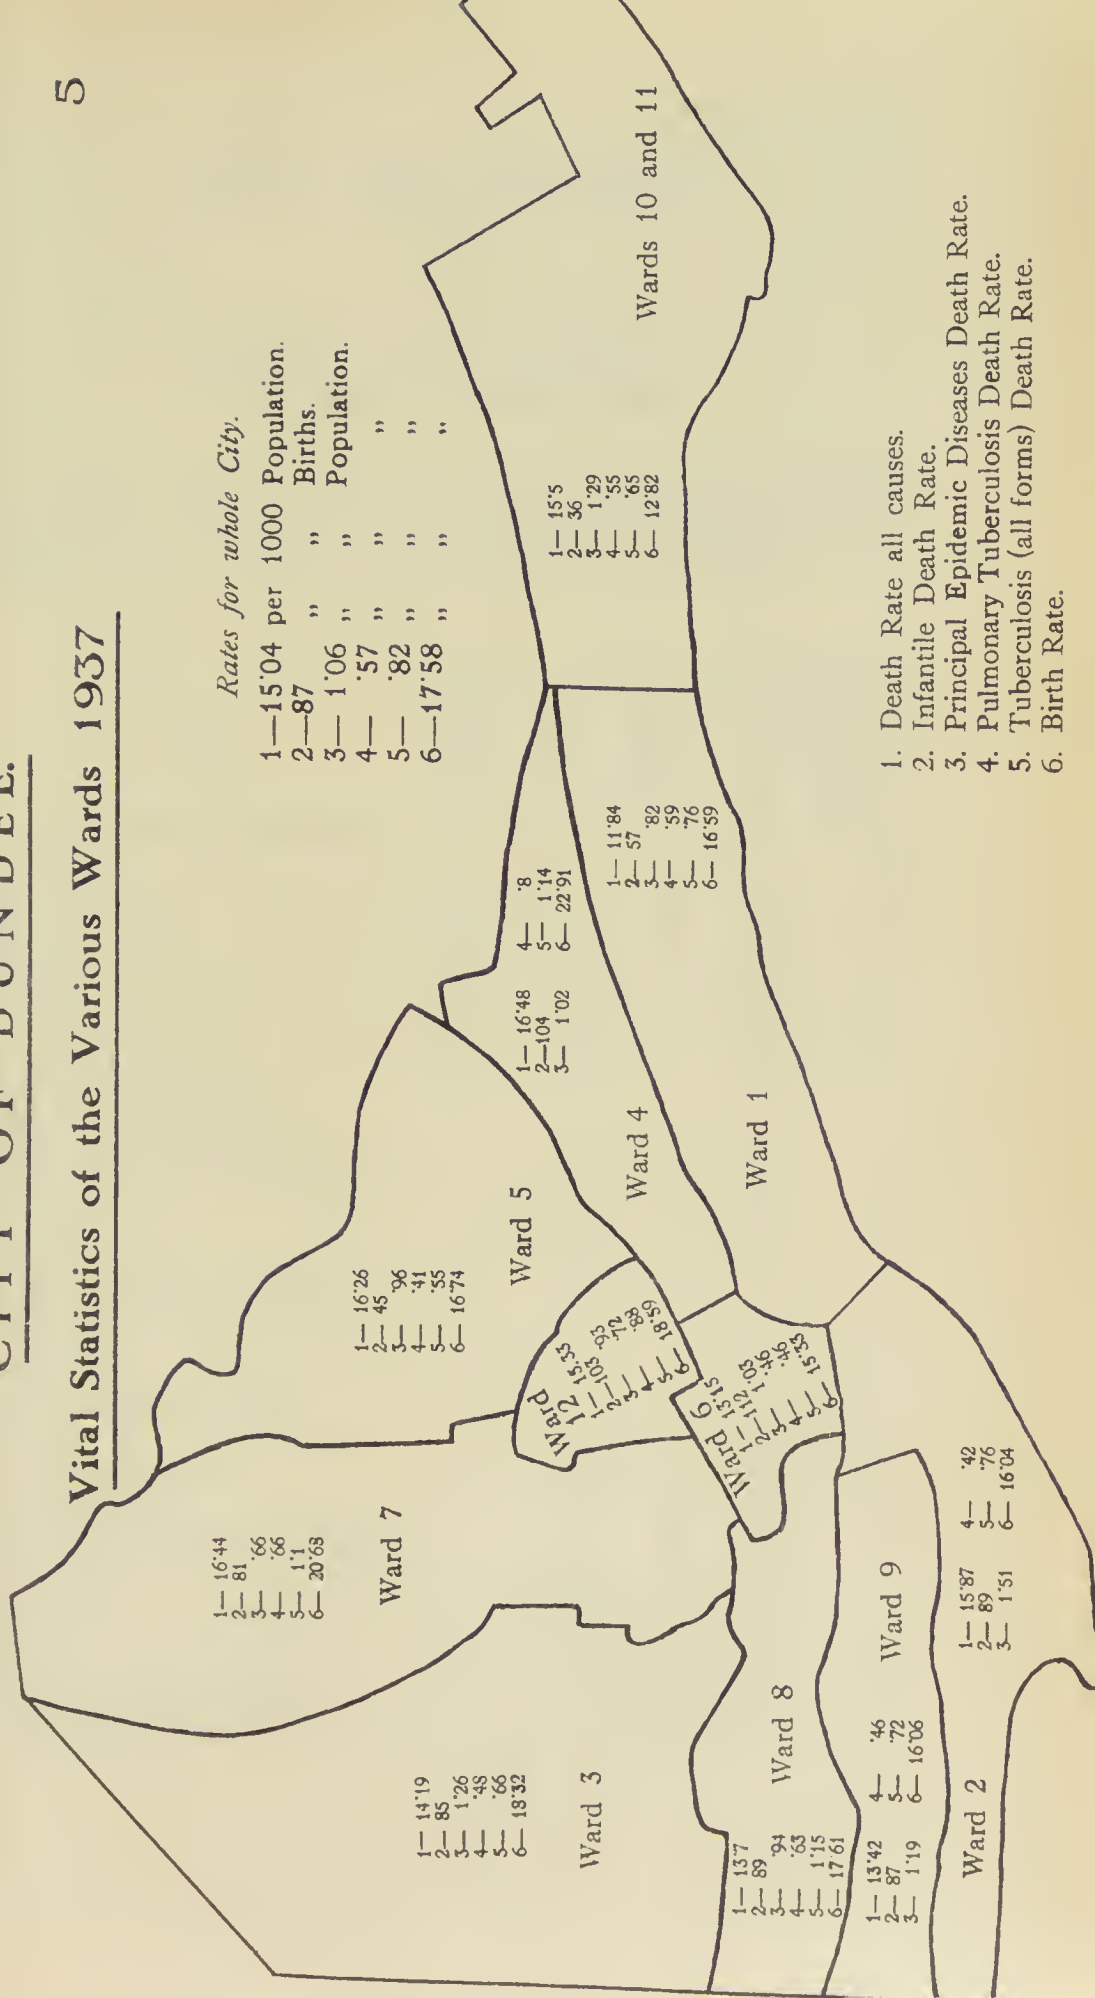 5
CITY OF DUNDEE.
Vital Statistics of the Various Wards 1937
Rates for whole City.
1—15·04 per 1000 Population.
2—87 „ „ Births.
3— 1·06 „ „ Population.
4— ·57 „ „ „
5— ·82 „ „ „
6—17·58 „ „ „
Ward 7
1— 16·44
2— 81
3— ·66
4— ·66
5— 1·1
6— 20·68
Ward 5
1— 16·26
2— 45
3— ·96
4— ·41
5— ·55
6— 16·74
Ward 3
1— 14·19
2— 85
3— 1·26
4— ·48
5— ·66
6— 18·32
Ward 4
1— 16·48
2—104
3— 1·02
4— ·8
5— 1·14
6— 22·91
Wards 10 and 11
1— 15·5
2— 36
3— 1·29
4— ·55
5— ·65
6— 12·82
Ward 12
1— 15·33
2— 103
3— ·93
4— ·72
5— ·88
6— 18·59
Ward 1
1— 11·84
2— 57
3— ·82
4— ·59
5— ·76
6— 16·59
Ward 6
1— 13·15
2— 112
3— 1·03
4— ·46
5— ·46
6— 15·33
Ward 8
1— 13·7
2— 89
3— ·94
4— ·63
5— 1·15
6— 17·61
Ward 9
1— 13·42
2— 87
3— 1·19
4— ·46
5— ·72
6— 16·06
Ward 2
1— 15·87
2— 89
3— 1·51
4— ·42
5— ·76
6— 16·04
1. Death Rate all causes.
2. Infantile Death Rate.
3. Principal Epidemic Diseases Death Rate.
4. Pulmonary Tuberculosis Death Rate.
5. Tuberculosis (all forms) Death Rate.
6. Birth Rate.